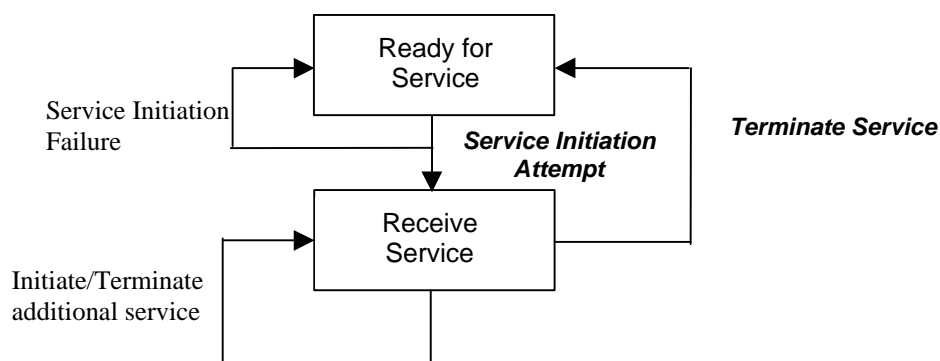 Ready for
Service
Service Initiation
Failure
Service Initiation
Attempt
Terminate Service
Receive
Service
Initiate/Terminate
additional service